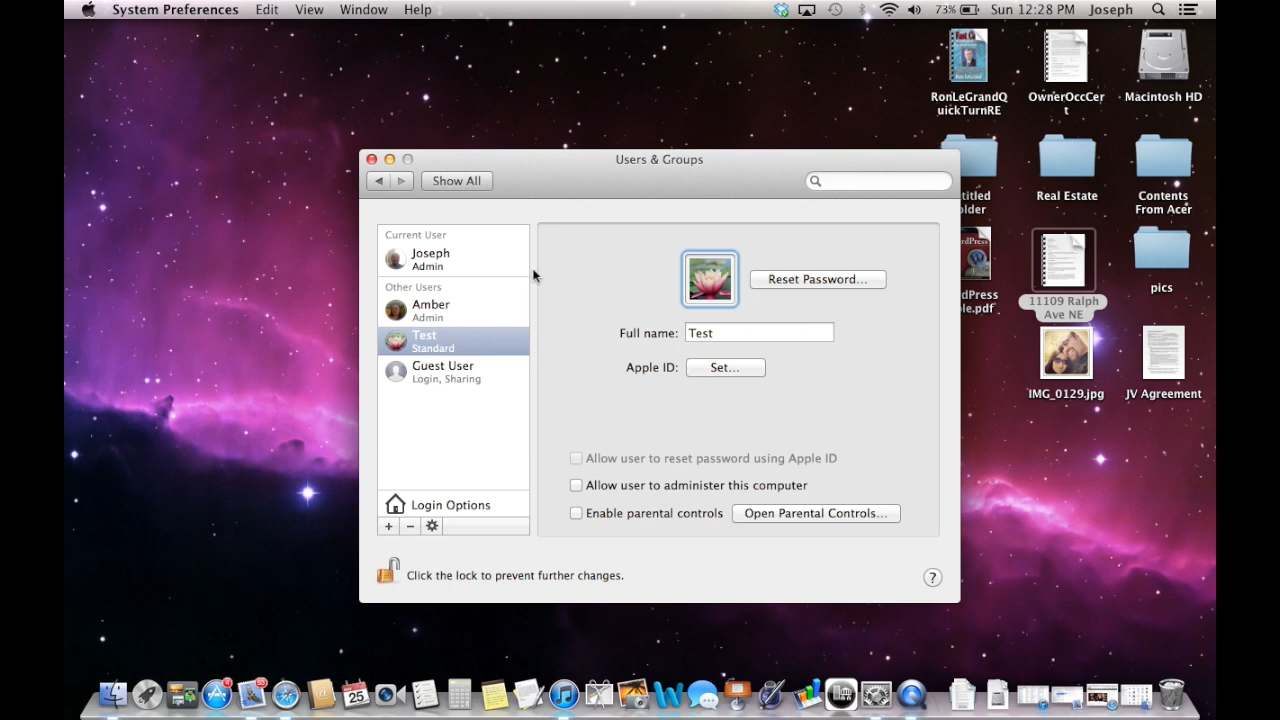 System Preferences Edit View Window Help 73% Sun 12:28 PM Joseph
RonLeGrandQ
uickTurnRE
OwnerOccCer
t
Macintosh HD
Users & Groups
Show All
Real Estate
Contents
From Acer
pics
11109 Ralph
Ave NE
IMG_0129.jpg
JV Agreement
Current User
Joseph
Admin
Other Users
Amber
Admin
Test
Standard
Guest User
Login, Sharing
Login Options
+ −
Reset Password...
Full name: Test
Apple ID: Set...
Allow user to reset password using Apple ID
Allow user to administer this computer
Enable parental controls Open Parental Controls...
Click the lock to prevent further changes.
?
25